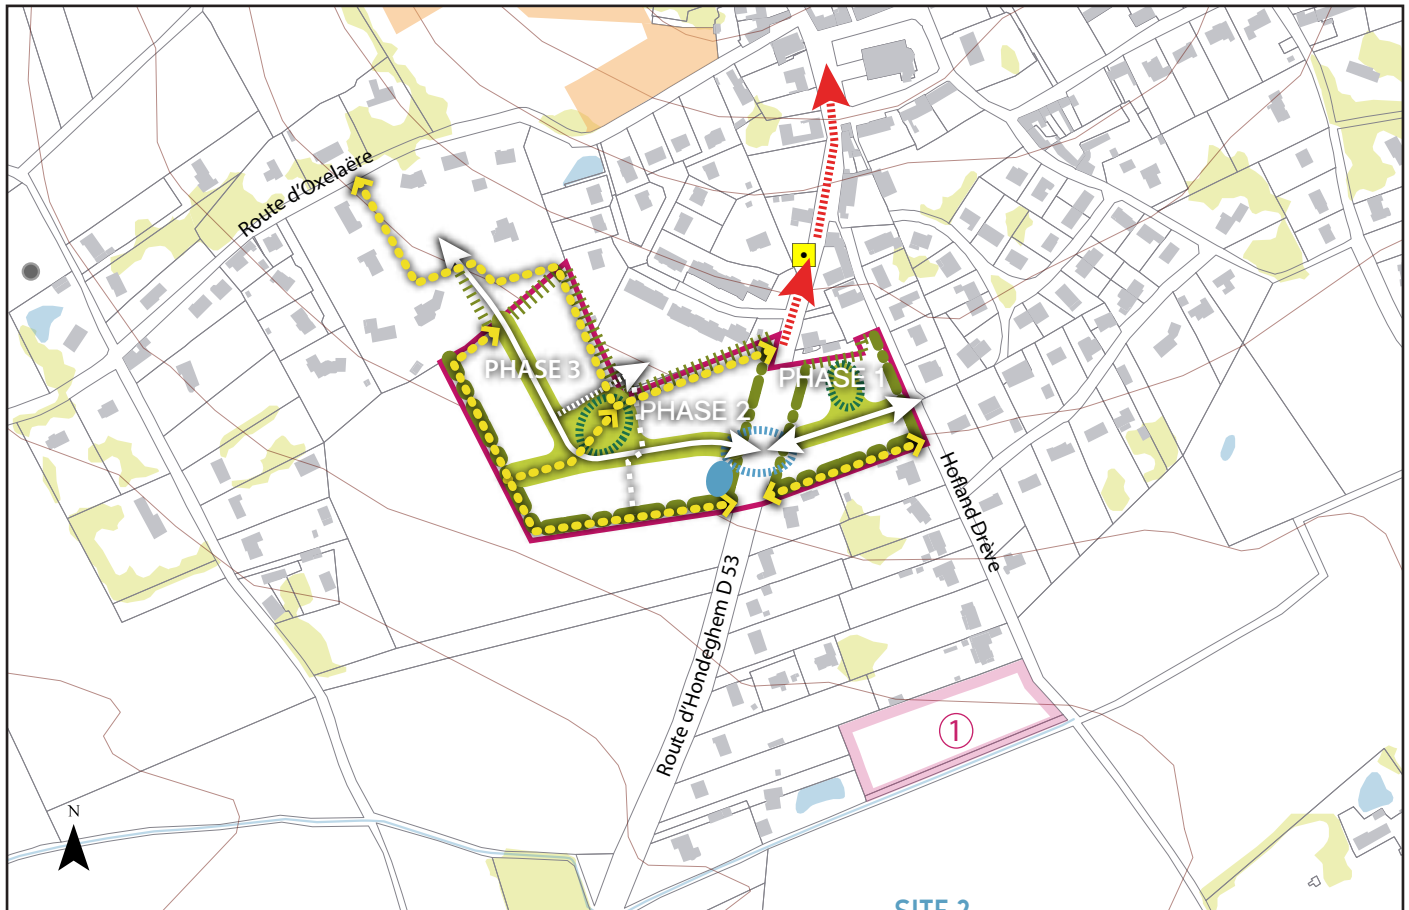 Route d'Oxelaëre
PHASE 3
PHASE 1
PHASE 2
Hofland Drève
Route d'Hondeghem D 53
1
N
SITE 2